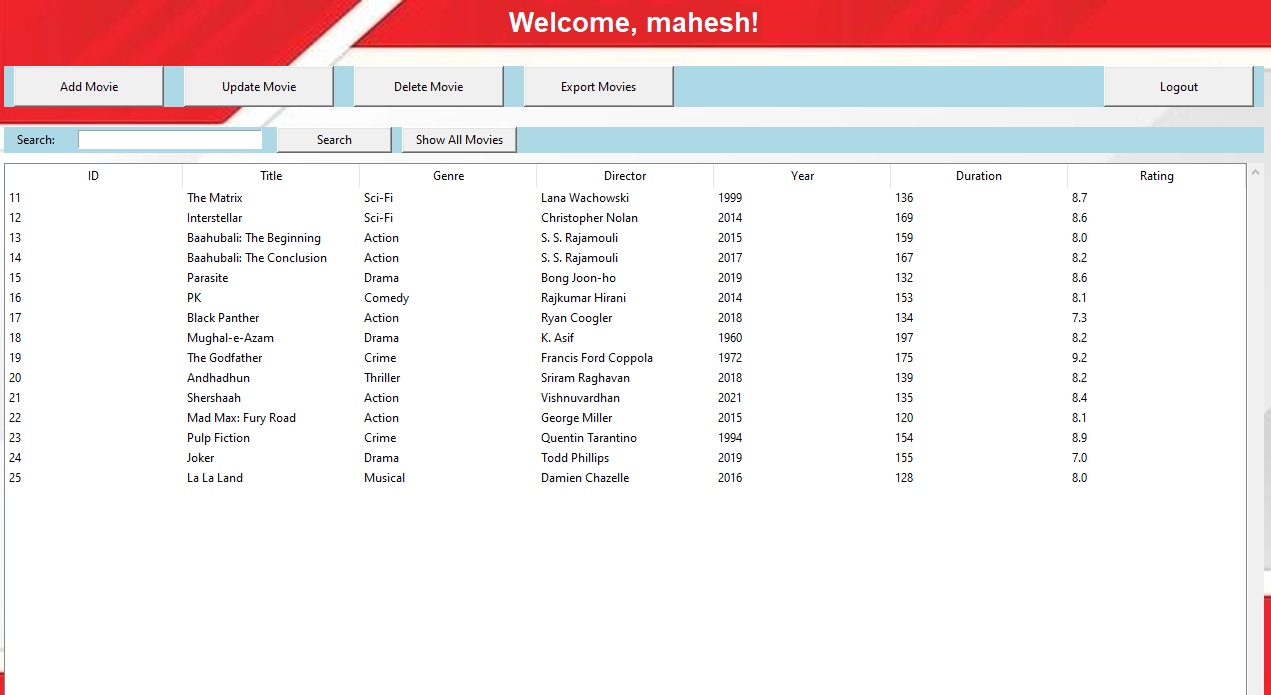 Welcome, mahesh!
Add Movie Update Movie Delete Movie Export Movies Logout
Search: Search Show All Movies
ID Title Genre Director Year Duration Rating
11 The Matrix Sci-Fi Lana Wachowski 1999 136 8.7
12 Interstellar Sci-Fi Christopher Nolan 2014 169 8.6
13 Baahubali: The Beginning Action S. S. Rajamouli 2015 159 8.0
14 Baahubali: The Conclusion Action S. S. Rajamouli 2017 167 8.2
15 Parasite Drama Bong Joon-ho 2019 132 8.6
16 PK Comedy Rajkumar Hirani 2014 153 8.1
17 Black Panther Action Ryan Coogler 2018 134 7.3
18 Mughal-e-Azam Drama K. Asif 1960 197 8.2
19 The Godfather Crime Francis Ford Coppola 1972 175 9.2
20 Andhadhun Thriller Sriram Raghavan 2018 139 8.2
21 Shershaah Action Vishnuvardhan 2021 135 8.4
22 Mad Max: Fury Road Action George Miller 2015 120 8.1
23 Pulp Fiction Crime Quentin Tarantino 1994 154 8.9
24 Joker Drama Todd Phillips 2019 155 7.0
25 La La Land Musical Damien Chazelle 2016 128 8.0